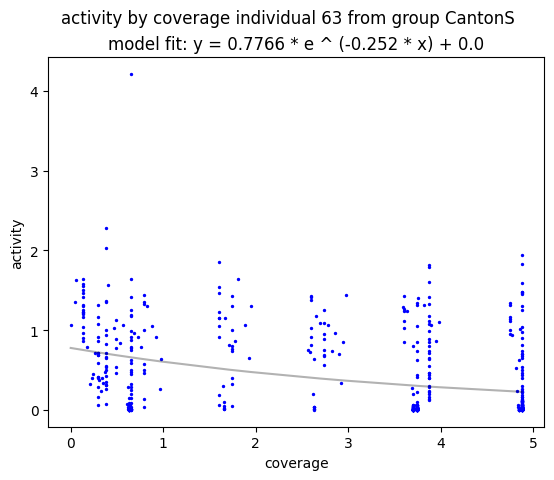 activity by coverage individual 63 from group CantonS
model fit: y = 0.7766 * e ^ (-0.252 * x) + 0.0
activity
4
3
2
1
0
0 1 2 3 4 5
coverage